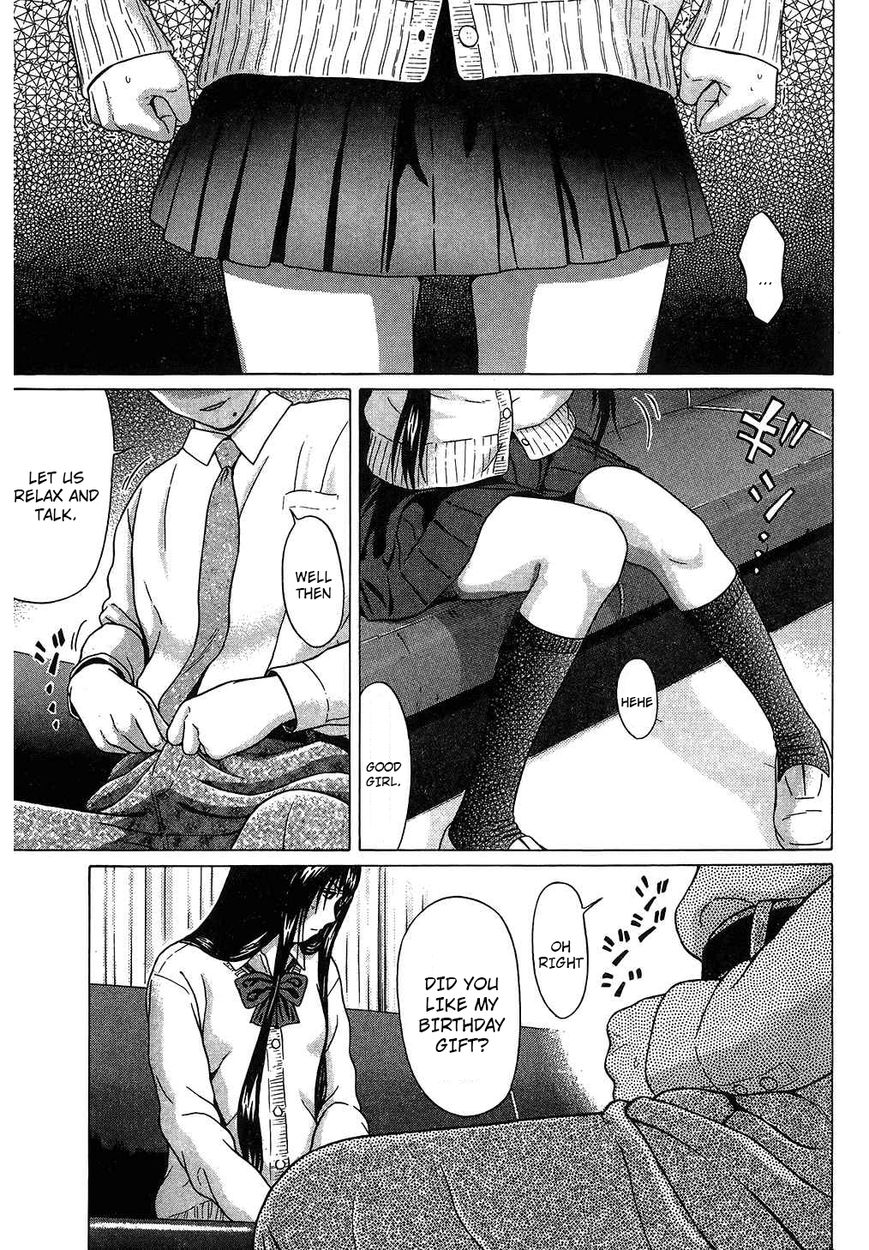 ...
HEHE
GOOD
GIRL.
WELL
THEN
LET US
RELAX AND
TALK.
OH
RIGHT
DID YOU
LIKE MY
BIRTHDAY
GIFT?